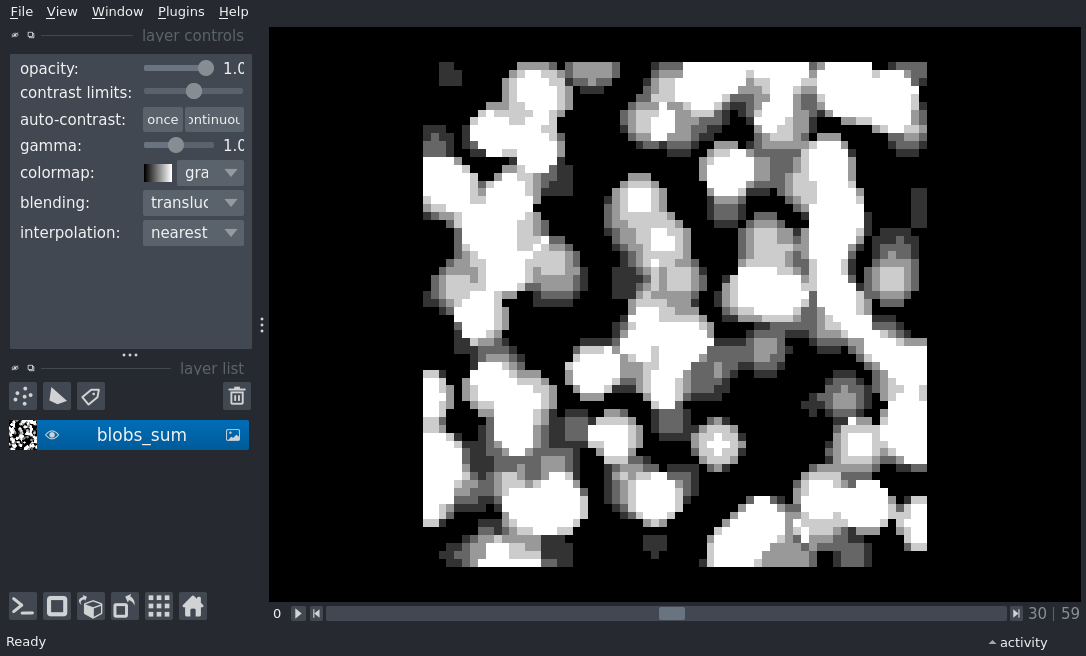 File View Window Plugins Help
layer controls
opacity: 1.0
contrast limits:
auto-contrast: once ontinuou
gamma: 1.0
colormap: gra
blending: transluc
interpolation: nearest
layer list
blobs_sum
0 30 59
Ready activity